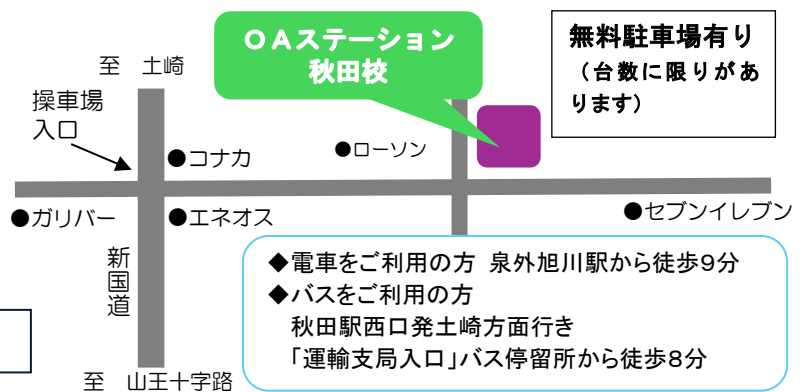 OAステーション
秋田校
無料駐車場有り
（台数に限りがあ
ります）
至 土崎
操車場
入口
●コナカ
●ローソン
●ガリバー
●エネオス
●セブンイレブン
新国道
◆電車をご利用の方 泉外旭川駅から徒歩9分
◆バスをご利用の方
秋田駅西口発土崎方面行き
「運輸支局入口」バス停留所から徒歩8分
至 山王十字路